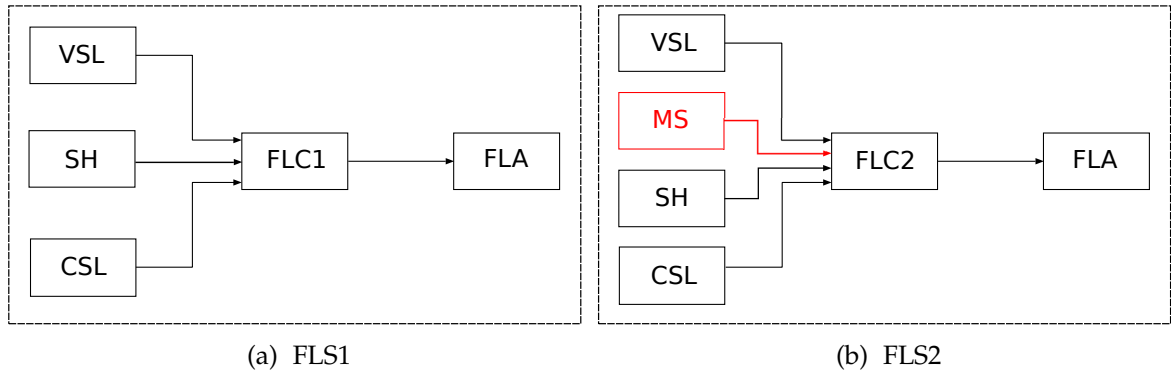 VSL
SH
CSL
FLC1
FLA
(a) FLS1
VSL
MS
SH
CSL
FLC2
FLA
(b) FLS2